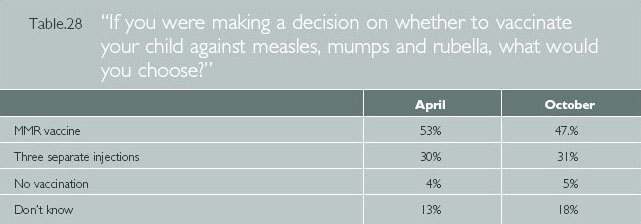 Table.28 "If you were making a decision on whether to vaccinate
your child against measles, mumps and rubella, what would
you choose?"
April October
MMR vaccine 53% 47.%
Three separate injections 30% 31%
No vaccination 4% 5%
Don't know 13% 18%